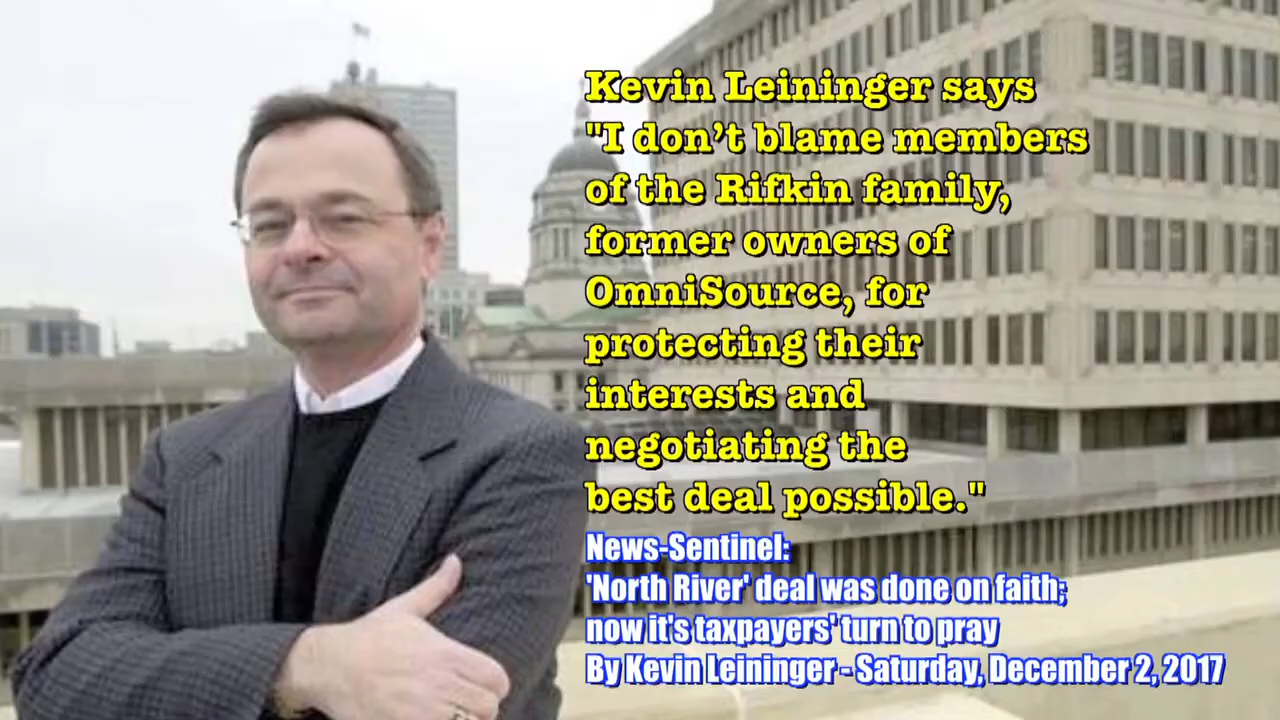 Kevin Leininger says
"I don’t blame members
of the Rifkin family,
former owners of
OmniSource, for
protecting their
interests and
negotiating the
best deal possible."
News-Sentinel:
'North River' deal was done on faith;
now it's taxpayers' turn to pray
By Kevin Leininger - Saturday, December 2, 2017